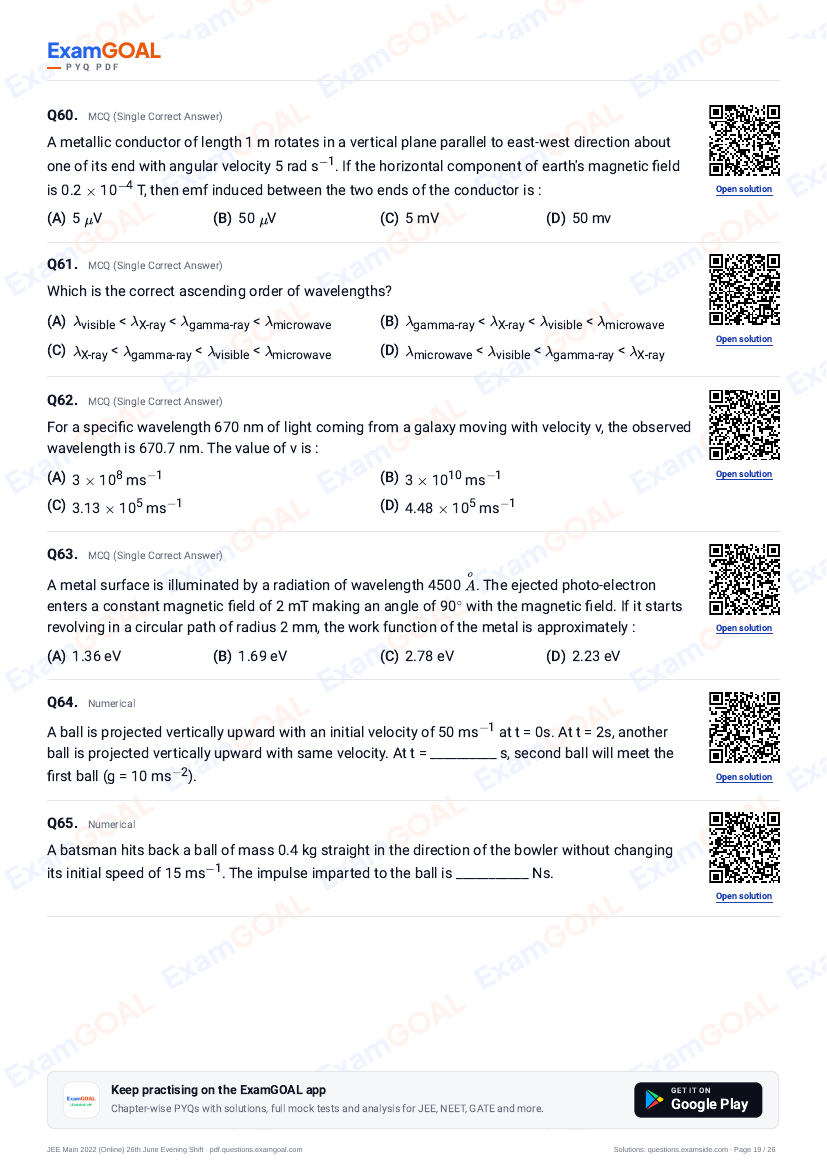 ExamGOAL
PYQ PDF
Q60. MCQ (Single Correct Answer)
A metallic conductor of length 1 m rotates in a vertical plane parallel to east-west direction about
one of its end with angular velocity 5 rad s⁻¹. If the horizontal component of earth's magnetic field
is 0.2 × 10⁻⁴ T, then emf induced between the two ends of the conductor is :
(A) 5 μV (B) 50 μV (C) 5 mV (D) 50 mv
Open solution
Q61. MCQ (Single Correct Answer)
Which is the correct ascending order of wavelengths?
(A) λ_visible < λ_X-ray < λ_gamma-ray < λ_microwave (B) λ_gamma-ray < λ_X-ray < λ_visible < λ_microwave
(C) λ_X-ray < λ_gamma-ray < λ_visible < λ_microwave (D) λ_microwave < λ_visible < λ_gamma-ray < λ_X-ray
Open solution
Q62. MCQ (Single Correct Answer)
For a specific wavelength 670 nm of light coming from a galaxy moving with velocity v, the observed
wavelength is 670.7 nm. The value of v is :
(A) 3 × 10⁸ ms⁻¹ (B) 3 × 10¹⁰ ms⁻¹
(C) 3.13 × 10⁵ ms⁻¹ (D) 4.48 × 10⁵ ms⁻¹
Open solution
Q63. MCQ (Single Correct Answer)
A metal surface is illuminated by a radiation of wavelength 4500 Å. The ejected photo-electron
enters a constant magnetic field of 2 mT making an angle of 90° with the magnetic field. If it starts
revolving in a circular path of radius 2 mm, the work function of the metal is approximately :
(A) 1.36 eV (B) 1.69 eV (C) 2.78 eV (D) 2.23 eV
Open solution
Q64. Numerical
A ball is projected vertically upward with an initial velocity of 50 ms⁻¹ at t = 0s. At t = 2s, another
ball is projected vertically upward with same velocity. At t = __________ s, second ball will meet the
first ball (g = 10 ms⁻²).
Open solution
Q65. Numerical
A batsman hits back a ball of mass 0.4 kg straight in the direction of the bowler without changing
its initial speed of 15 ms⁻¹. The impulse imparted to the ball is ___________ Ns.
Open solution
Keep practising on the ExamGOAL app
Chapter-wise PYQs with solutions, full mock tests and analysis for JEE, NEET, GATE and more.
GET IT ON
Google Play
JEE Main 2022 (Online) 26th June Evening Shift · pdf.questions.examgoal.com
Solutions: questions.examside.com · Page 19 / 26